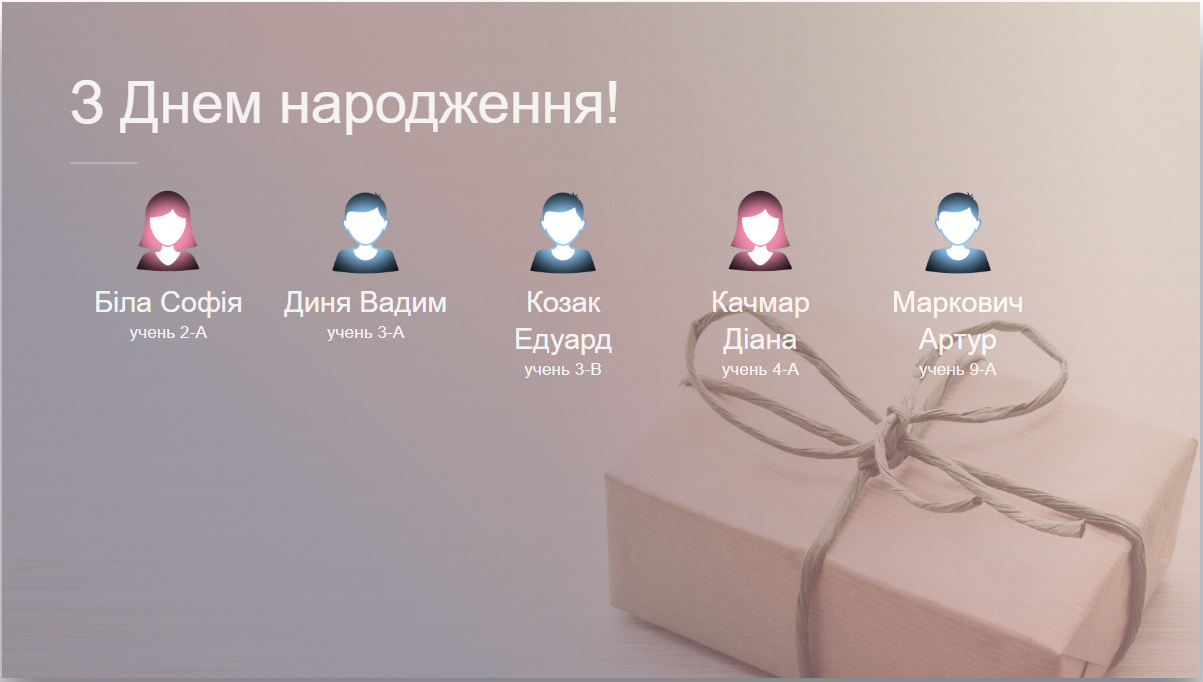 З Днем народження!
Біла Софія
учень 2-А
Диня Вадим
учень 3-А
Козак
Едуард
учень 3-В
Качмар
Діана
учень 4-А
Маркович
Артур
учень 9-А